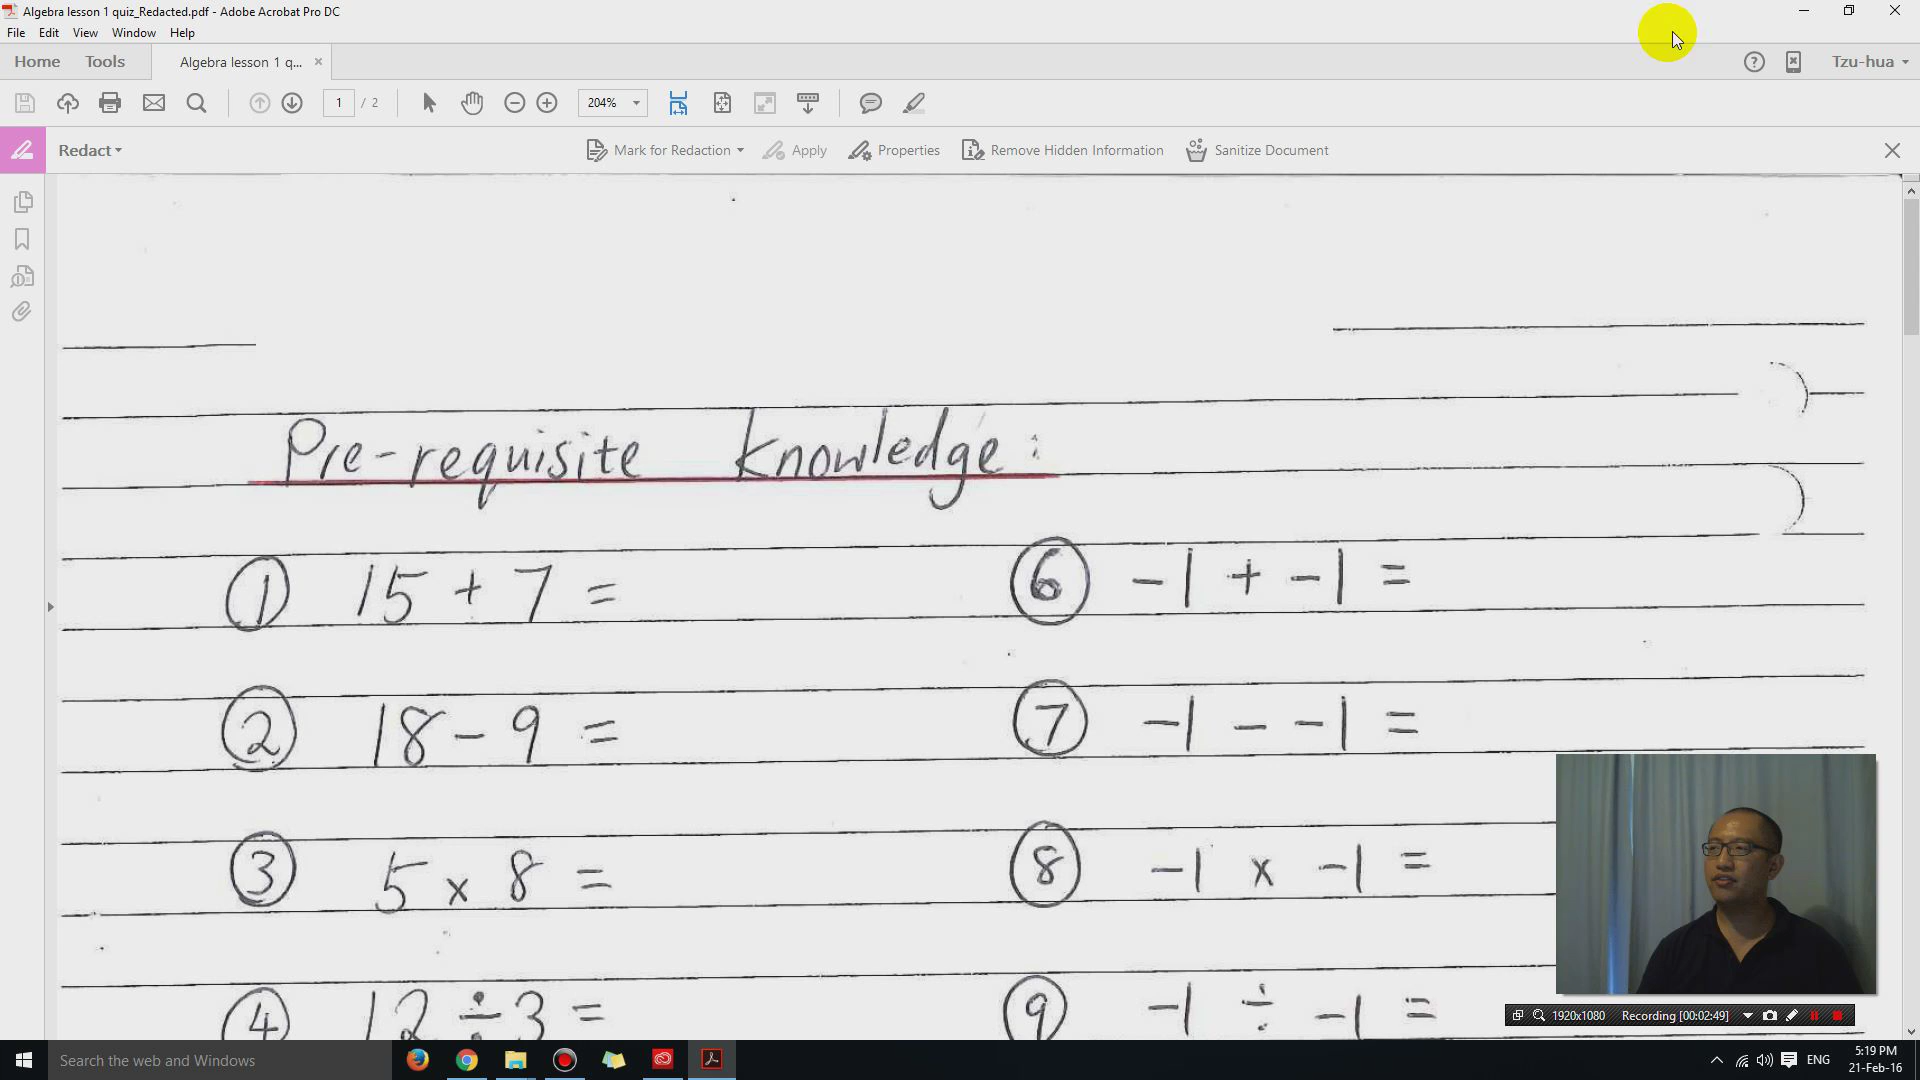 Algebra lesson 1 quiz_Redacted.pdf - Adobe Acrobat Pro DC
File Edit View Window Help
Home Tools Algebra lesson 1 q... × Tzu-hua
1 / 2 204%
Redact Mark for Redaction Apply Properties Remove Hidden Information Sanitize Document
Pre-requisite knowledge:
① 15 + 7 =
② 18 - 9 =
③ 5 x 8 =
④ 12 ÷ 3 =
⑥ -1 + -1 =
⑦ -1 - -1 =
⑧ -1 x -1 =
⑨ -1 ÷ -1 =
1920x1080 Recording [00:02:49]
Search the web and Windows
ENG
5:19 PM
21-Feb-16